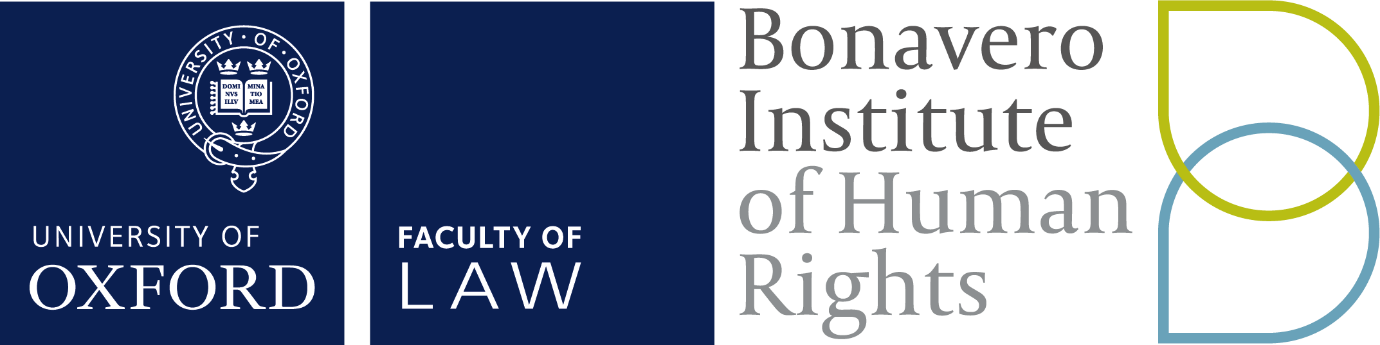 UNIVERSITY · OF · OXFORD
DOMI MINA
NVS TIO
ILLV MEA
UNIVERSITY OF
OXFORD
FACULTY OF
LAW
Bonavero
Institute
of Human
Rights